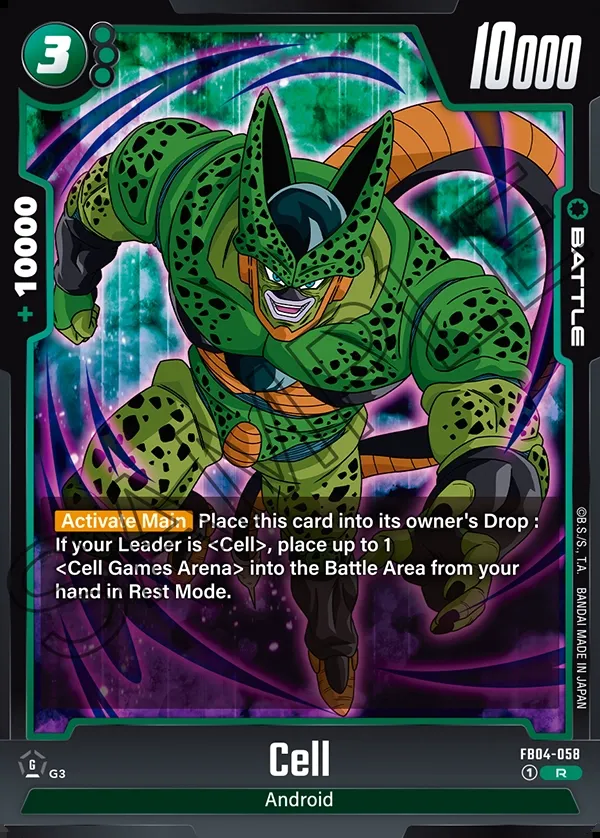 3
10000
+ 10000
BATTLE
SAMPLE
Activate Main Place this card into its owner's Drop :
If your Leader is <Cell>, place up to 1
<Cell Games Arena> into the Battle Area from your
hand in Rest Mode.
©B.S./S., T.A. BANDAI MADE IN JAPAN
G G3
Cell
FB04-058
1 R
Android